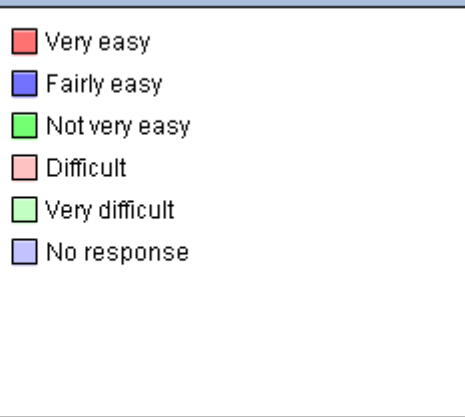 Very easy
Fairly easy
Not very easy
Difficult
Very difficult
No response